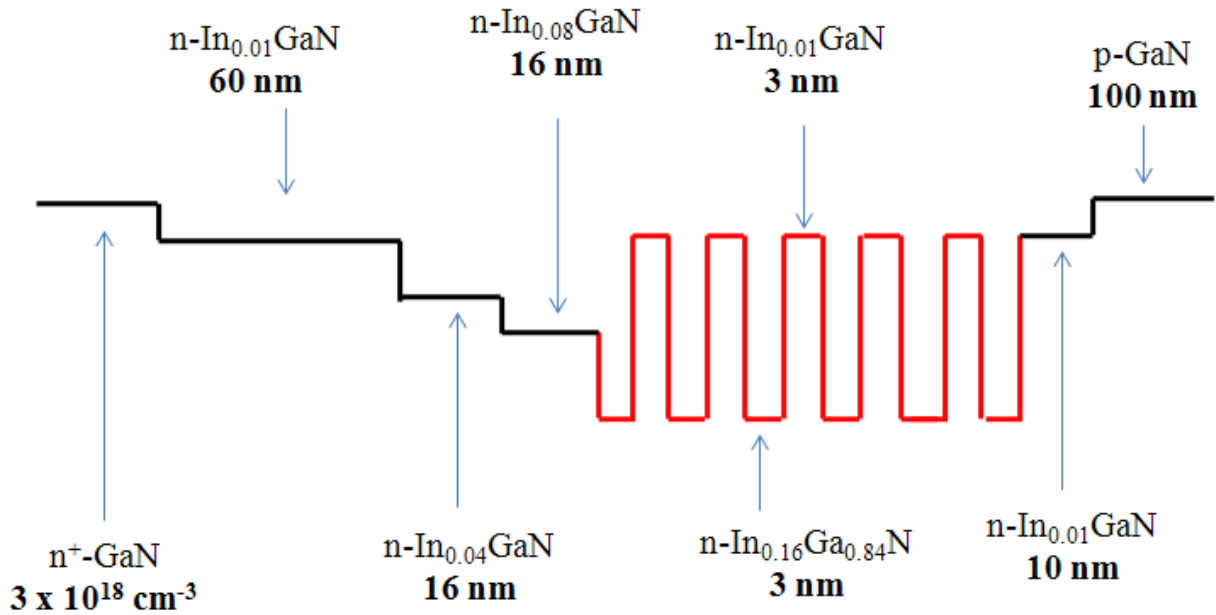 n-In₀.₀₁GaN
60 nm
n-In₀.₀₈GaN
16 nm
n-In₀.₀₁GaN
3 nm
p-GaN
100 nm
n⁺-GaN
3 x 10¹⁸ cm⁻³
n-In₀.₀₄GaN
16 nm
n-In₀.₁₆Ga₀.₈₄N
3 nm
n-In₀.₀₁GaN
10 nm